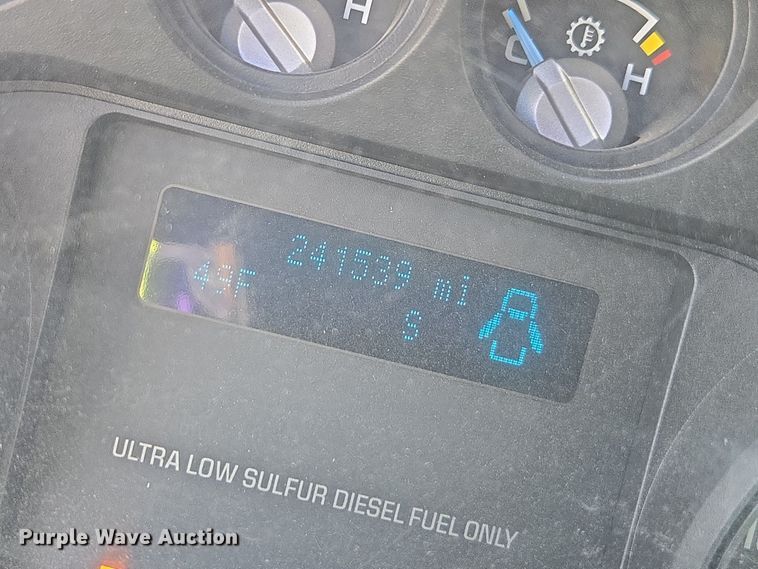 H
C
H
241539 mi
49F
S
ULTRA LOW SULFUR DIESEL FUEL ONLY
Purple Wave Auction